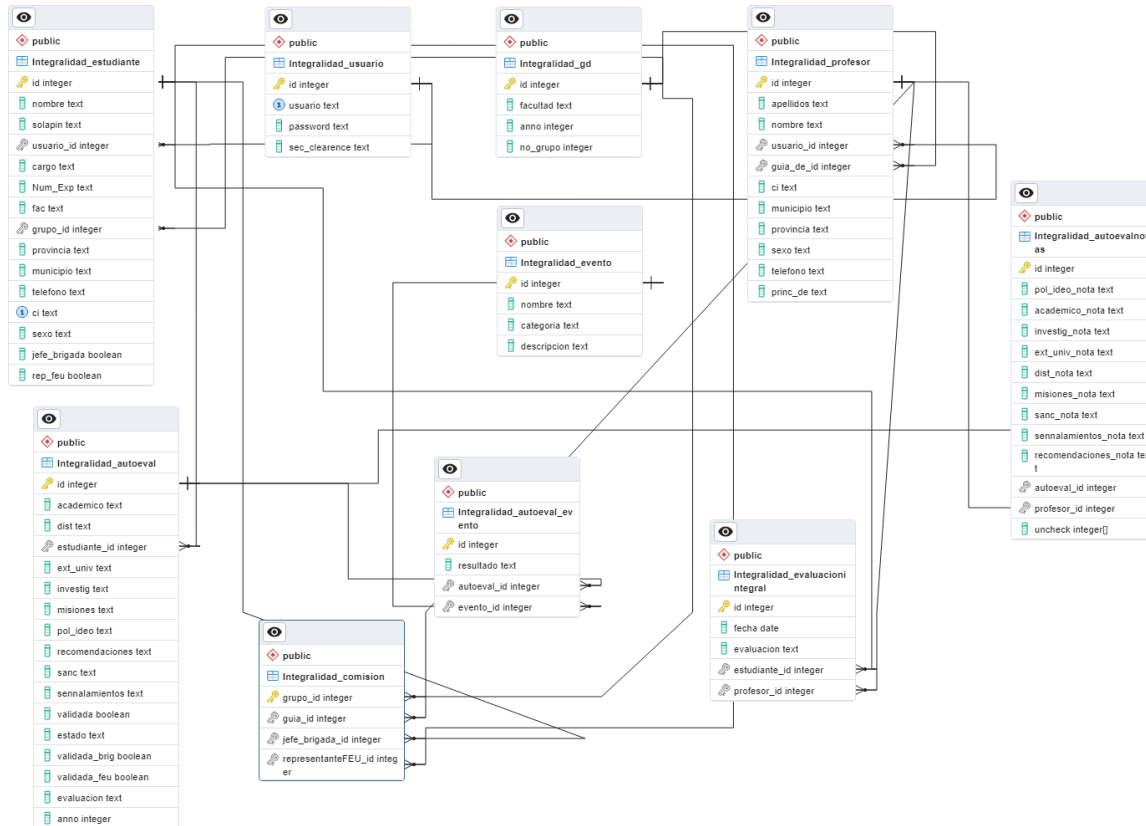 public
Integralidad_estudiante
id integer
nombre text
solapin text
usuario_id integer
cargo text
Num_Exp text
fac text
grupo_id integer
provincia text
municipio text
telefono text
1 ci text
sexo text
jefe_brigada boolean
rep_feu boolean
public
Integralidad_usuario
id integer
1 usuario text
password text
sec_clearence text
public
Integralidad_gd
id integer
facultad text
anno integer
no_grupo integer
public
Integralidad_profesor
id integer
apellidos text
nombre text
usuario_id integer
guia_de_id integer
ci text
municipio text
provincia text
sexo text
telefono text
princ_de text
public
Integralidad_evento
id integer
nombre text
categoria text
descripcion text
public
Integralidad_autoevalnot
as
id integer
pol_ideo_nota text
academico_nota text
investig_nota text
ext_univ_nota text
dist_nota text
misiones_nota text
sanc_nota text
sennalamientos_nota text
recomendaciones_nota tex
t
autoeval_id integer
profesor_id integer
uncheck integer[]
public
Integralidad_autoeval
id integer
academico text
dist text
estudiante_id integer
ext_univ text
investig text
misiones text
pol_ideo text
recomendaciones text
sanc text
sennalamientos text
validada boolean
estado text
validada_brig boolean
validada_feu boolean
evaluacion text
anno integer
public
Integralidad_autoeval_ev
ento
id integer
resultado text
autoeval_id integer
evento_id integer
public
Integralidad_evaluacioni
ntegral
id integer
fecha date
evaluacion text
estudiante_id integer
profesor_id integer
public
Integralidad_comision
grupo_id integer
guia_id integer
jefe_brigada_id integer
representanteFEU_id integ
er